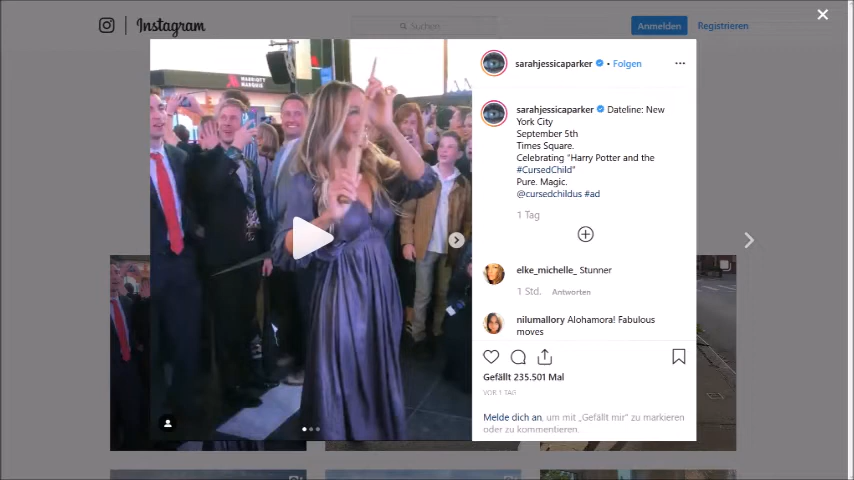 Instagram
Suchen
Anmelden
Registrieren
MARRIOTT
MARQUIS
sarahjessicaparker • Folgen
sarahjessicaparker Dateline: New
York City
September 5th
Times Square.
Celebrating “Harry Potter and the
#CursedChild”
Pure. Magic.
@cursedchildus #ad
1 Tag
elke_michelle_ Stunner
1 Std. Antworten
nilumallory Alohamora! Fabulous
moves
Gefällt 235.501 Mal
VOR 1 TAG
Melde dich an, um mit „Gefällt mir“ zu markieren
oder zu kommentieren.